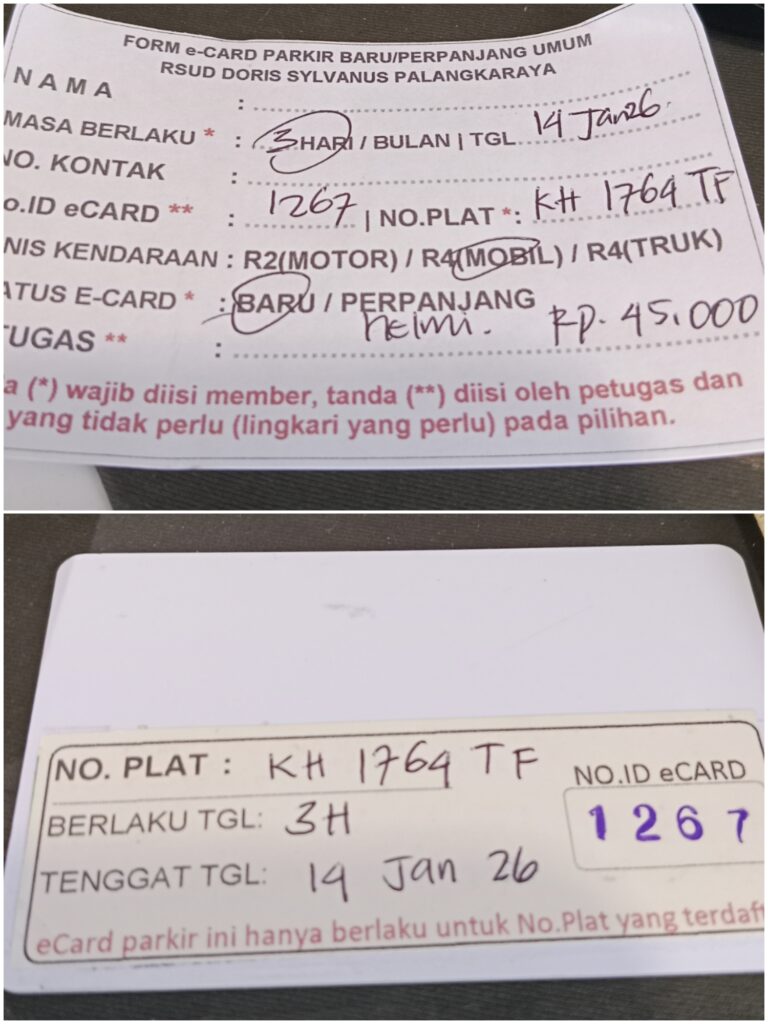 FORM e-CARD PARKIR BARU/PERPANJANG UMUM
RSUD DORIS SYLVANUS PALANGKARAYA
NAMA :
MASA BERLAKU * : 3 HARI / BULAN | TGL 14 Jan 26
NO. KONTAK :
o.ID eCARD ** : 1267 | NO.PLAT *: KH 1764 TF
NIS KENDARAAN : R2(MOTOR) / R4(MOBIL) / R4(TRUK)
ATUS E-CARD * : BARU / PERPANJANG
TUGAS ** : helmi. Rp. 45.000
a (*) wajib diisi member, tanda (**) diisi oleh petugas dan
yang tidak perlu (lingkari yang perlu) pada pilihan.
NO. PLAT : KH 1764 TF
NO.ID eCARD
BERLAKU TGL: 3H
1267
TENGGAT TGL: 14 Jan 26
eCard parkir ini hanya berlaku untuk No.Plat yang terdaft